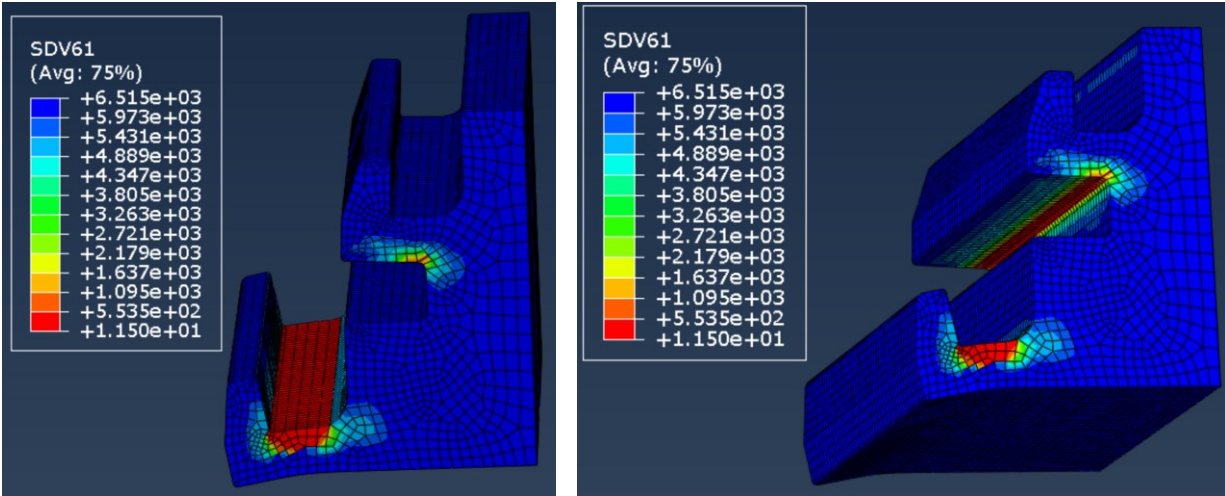 SDV61
(Avg: 75%)
+6.515e+03
+5.973e+03
+5.431e+03
+4.889e+03
+4.347e+03
+3.805e+03
+3.263e+03
+2.721e+03
+2.179e+03
+1.637e+03
+1.095e+03
+5.535e+02
+1.150e+01
SDV61
(Avg: 75%)
+6.515e+03
+5.973e+03
+5.431e+03
+4.889e+03
+4.347e+03
+3.805e+03
+3.263e+03
+2.721e+03
+2.179e+03
+1.637e+03
+1.095e+03
+5.535e+02
+1.150e+01